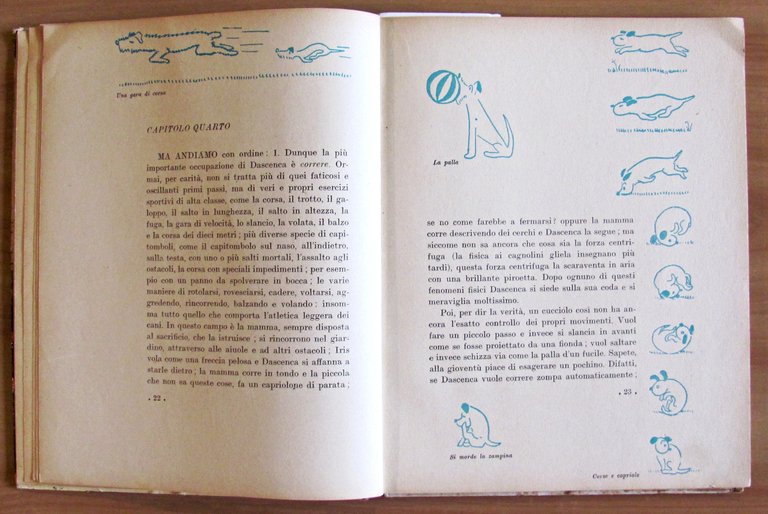 Una gara di corsa
CAPITOLO QUARTO
MA ANDIAMO con ordine: 1. Dunque la più
importante occupazione di Dascenca è correre. Or-
mai, per carità, non si tratta più di quei faticosi e
oscillanti primi passi, ma di veri e propri esercizi
sportivi di alta classe, come la corsa, il trotto, il ga-
loppo, il salto in lunghezza, il salto in altezza, la
fuga, la gara di velocità, lo slancio, la volata, il balzo
e la corsa dei dieci metri; più diverse specie di capi-
tomboli, come il capitombolo sul naso, all'indietro,
sulla testa, con uno o più salti mortali, l'assalto agli
ostacoli, la corsa con speciali impedimenti; per esem-
pio con un panno da spolverare in bocca; le varie
maniere di rotolarsi, rovesciarsi, cadere, voltarsi, ag-
gredendo, rincorrendo, balzando e volando: insom-
ma tutto quello che comporta l'atletica leggera dei
cani. In questo campo è la mamma, sempre disposta
al sacrificio, che la istruisce; si rincorrono nel giar-
dino, attraverso alle aiuole ad altri ostacoli; Iris
vola come una freccia pelosa e Dascenca si affanna a
starle dietro; la mamma corre in tondo e la piccola
che non sa queste cose, fa un capriolone di parata;
. 22 .
La palla
se no come farebbe a fermarsi? oppure la mamma
corre descrivendo dei cerchi e Dascenca la segue; ma
siccome non sa ancora che cosa sia la forza centri-
fuga (la fisica ai cagnolini gliela insegnano più
tardi), questa forza centrifuga la scaraventa in aria
con una brillante piroetta. Dopo ognuno di questi
fenomeni fisici Dascenca si siede sulla sua coda e si
meraviglia moltissimo.
Poi, per dir la verità, un cucciolo così non ha an-
cora l'esatto controllo dei propri movimenti. Vuol
fare un piccolo passo e invece si slancia in avanti
come se fosse proiettato da una fionda; vuol saltare
e invece schizza via come la palla d'un fucile. Sapete,
alla gioventù piace di esagerare un pochino. Difatti,
se Dascenca vuole correre zompa automaticamente;
. 23 .
Si morde la zampina
Corse e capriole